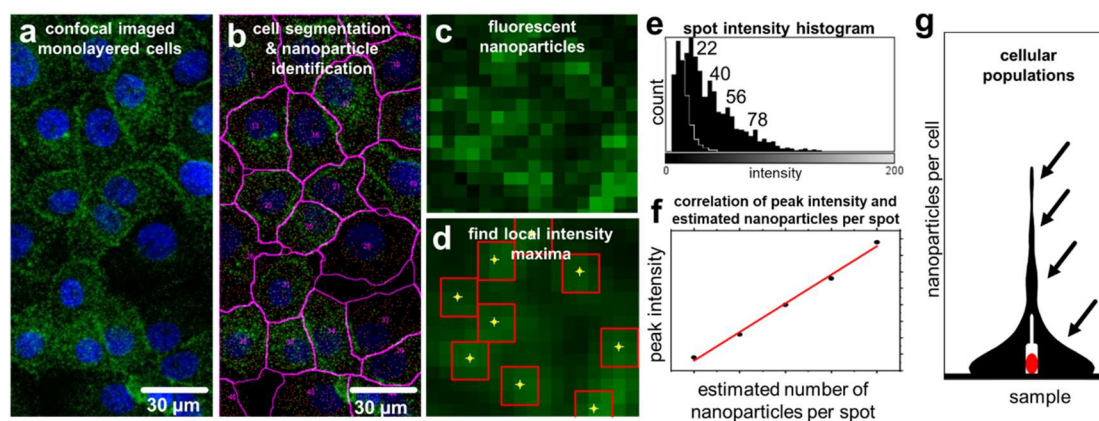 a confocal imaged
monolayered cells
30 µm
b cell segmentation
& nanoparticle
identification
30 µm
c fluorescent
nanoparticles
d find local intensity
maxima
e spot intensity histogram
count
22
40
56
78
intensity
200
f correlation of peak intensity and
estimated nanoparticles per spot
peak intensity
estimated number of
nanoparticles per spot
g
cellular
populations
nanoparticles per cell
sample